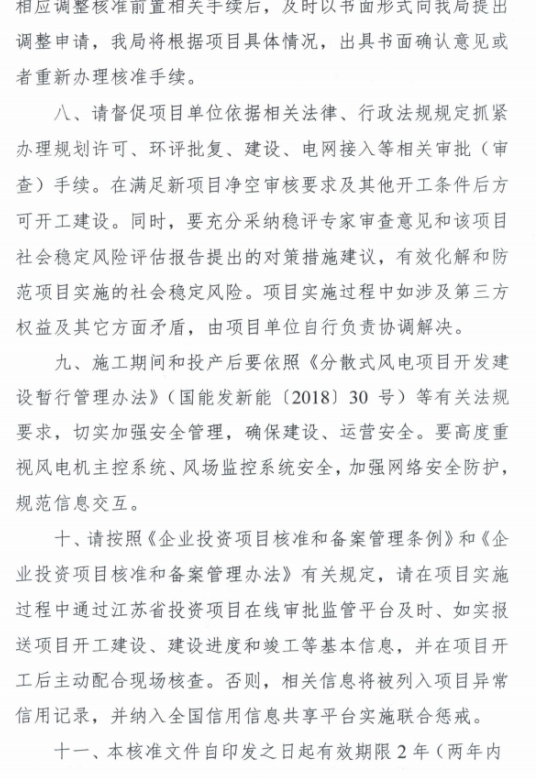 相应调整核准前置相关手续后，及时以书面形式向我局提出
调整申请，我局将根据项目具体情况，出具书面确认意见或
者重新办理核准手续。
八、请督促项目单位依据相关法律、行政法规规定抓紧
办理规划许可、环评批复、建设、电网接入等相关审批（审
查）手续。在满足新项目净空审核要求及其他开工条件后方
可开工建设。同时，要充分采纳稳评专家审查意见和该项目
社会稳定风险评估报告提出的对策措施建议，有效化解和防
范项目实施的社会稳定风险。项目实施过程中如涉及第三方
权益及其它方面矛盾，由项目单位自行负责协调解决。
九、施工期间和投产后要依照《分散式风电项目开发建
设暂行管理办法》（国能发新能〔2018〕30 号）等有关法规
要求，切实加强安全管理，确保建设、运营安全。要高度重
视风电机主控系统、风场监控系统安全，加强网络安全防护，
规范信息交互。
十、请按照《企业投资项目核准和备案管理条例》和《企
业投资项目核准和备案管理办法》有关规定，请在项目实施
过程中通过江苏省投资项目在线审批监管平台及时、如实报
送项目开工建设、建设进度和竣工等基本信息，并在项目开
工后主动配合现场核查。否则，相关信息将被列入项目异常
信用记录，并纳入全国信用信息共享平台实施联合惩戒。
十一、本核准文件自印发之日起有效期限 2 年（两年内